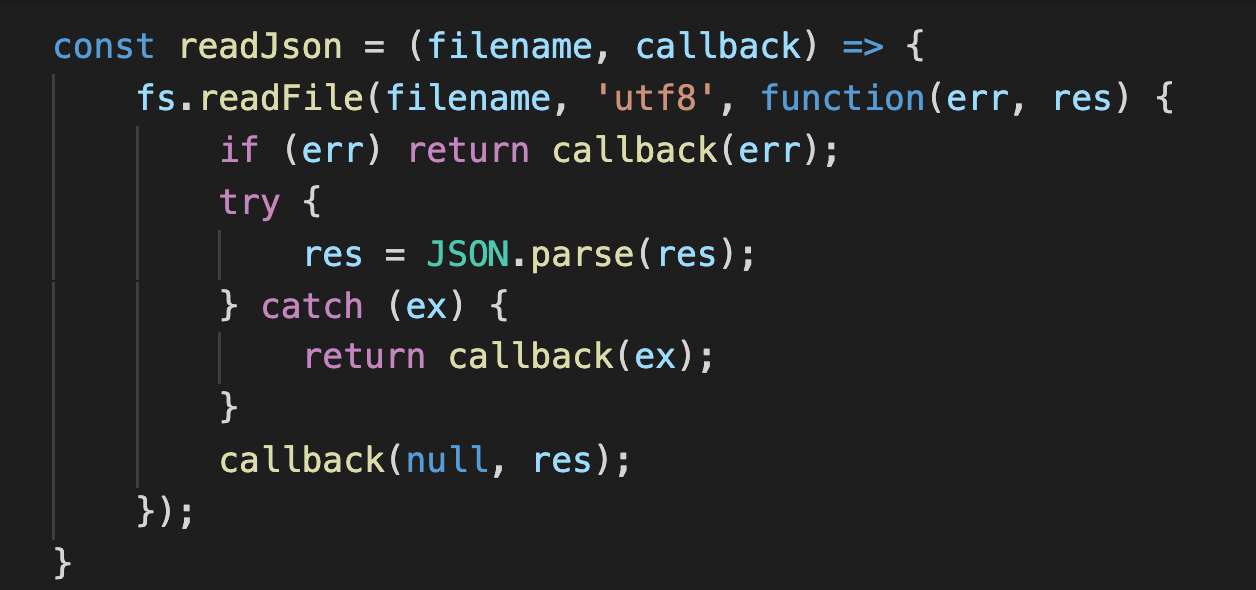 const readJson = (filename, callback) => {
    fs.readFile(filename, 'utf8', function(err, res) {
        if (err) return callback(err);
        try {
            res = JSON.parse(res);
        } catch (ex) {
            return callback(ex);
        }
        callback(null, res);
    });
}